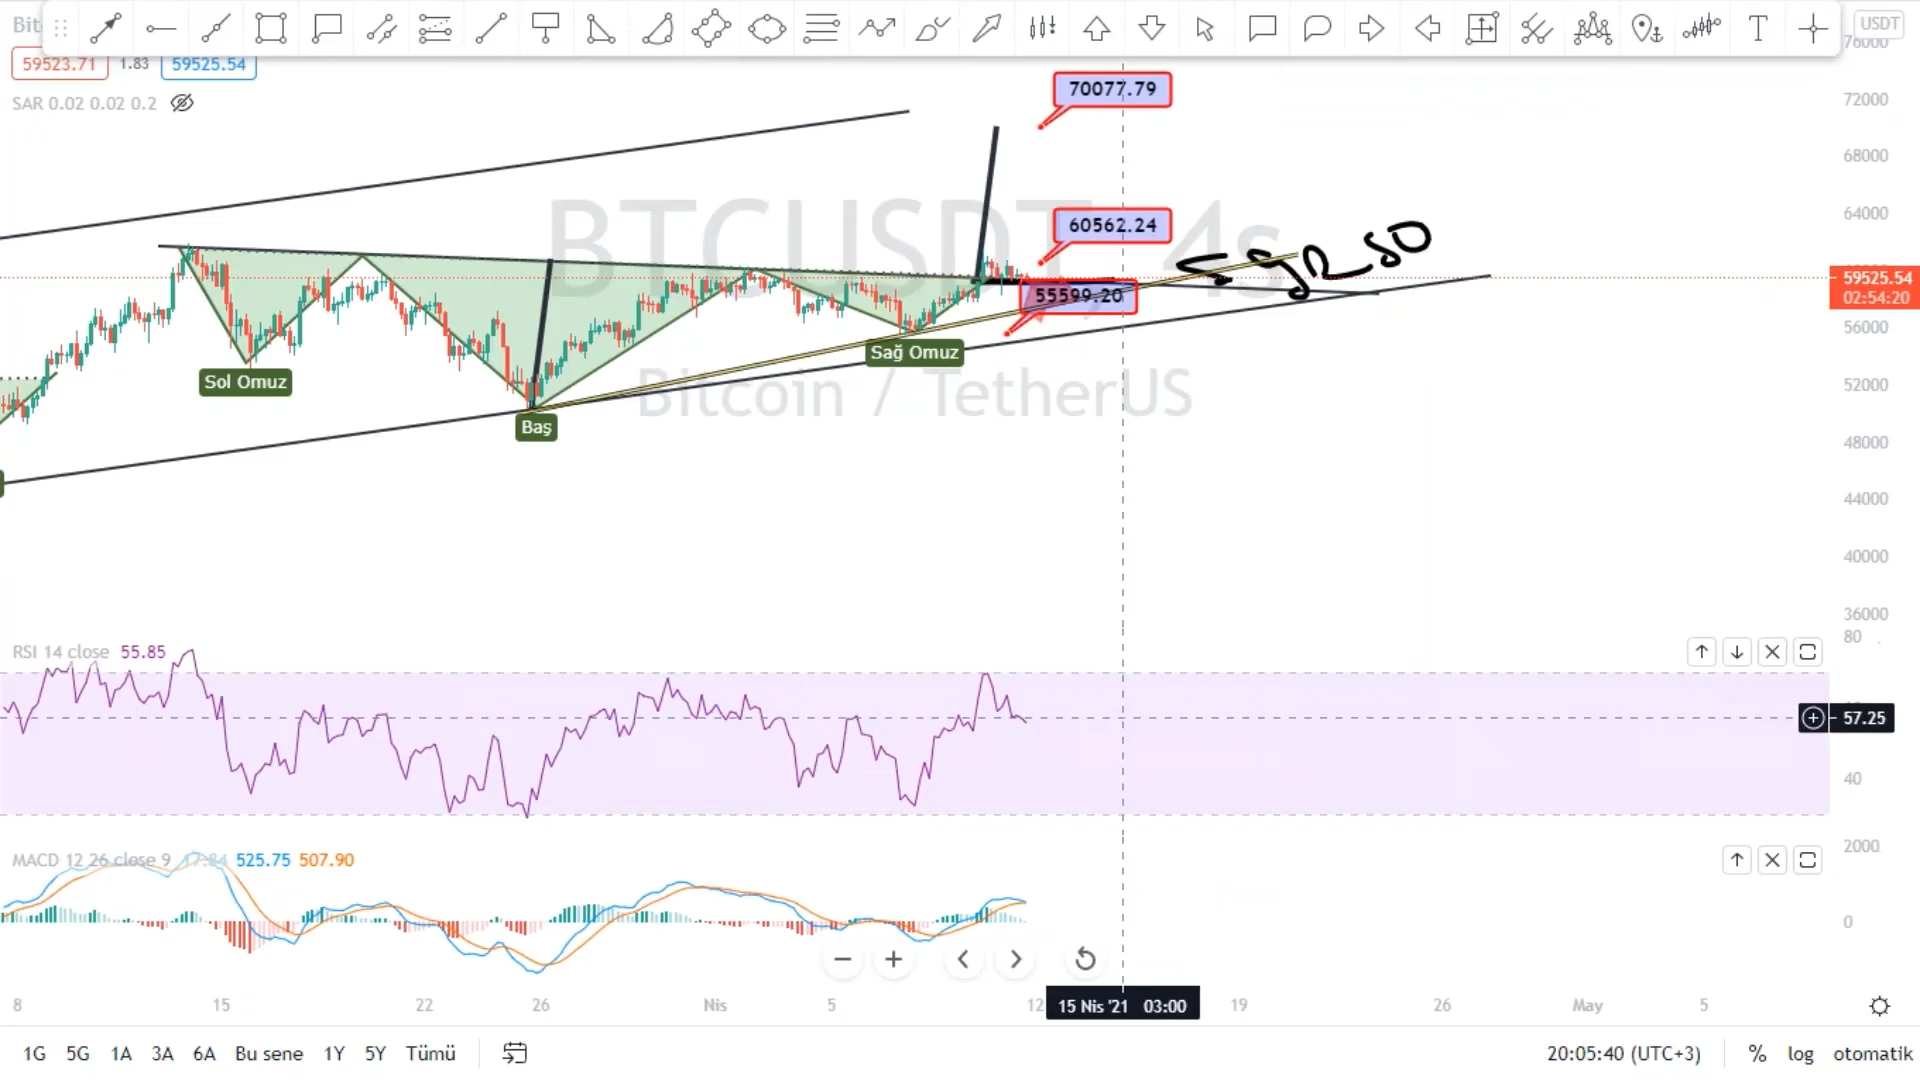 Bit
USDT
76000
59523.71 1.83 59525.54
SAR 0.02 0.02 0.2
70077.79
72000
68000
BTCUSDT, 4s
60562.24
64000
59525.54
02:54:20
55599.20
56000
Sağ Omuz
Sol Omuz
Bitcoin / TetherUS
52000
Baş
48000
44000
40000
36000
RSI 14 close 55.85
80
57.25
40
MACD 12 26 close 9 17.84 525.75 507.90
2000
0
8 15 22 26 Nis 5 12 15 Nis '21 03:00 19 26 May 5
1G 5G 1A 3A 6A Bu sene 1Y 5Y Tümü 20:05:40 (UTC+3) % log otomatik